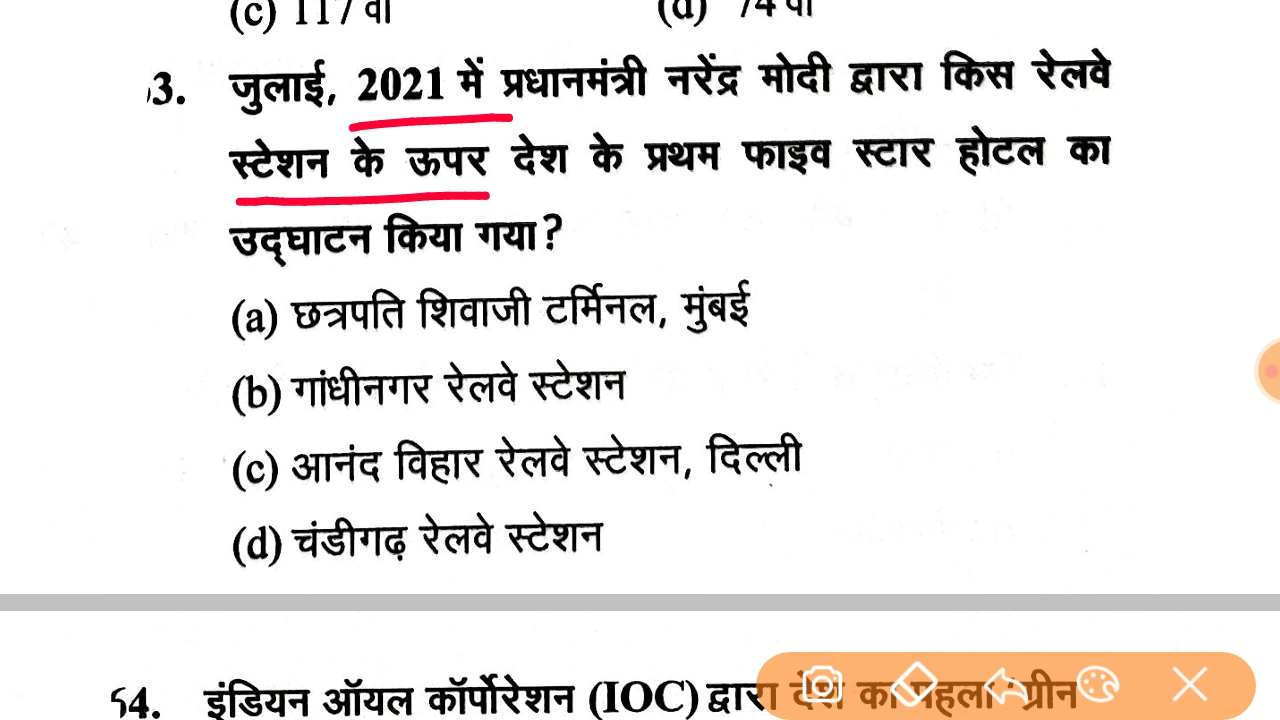 (c) 117 वां (d) 74 वां
3. जुलाई, 2021 में प्रधानमंत्री नरेंद्र मोदी द्वारा किस रेलवे
स्टेशन के ऊपर देश के प्रथम फाइव स्टार होटल का
उद्घाटन किया गया?
(a) छत्रपति शिवाजी टर्मिनल, मुंबई
(b) गांधीनगर रेलवे स्टेशन
(c) आनंद विहार रेलवे स्टेशन, दिल्ली
(d) चंडीगढ़ रेलवे स्टेशन
54. इंडियन ऑयल कॉर्पोरेशन (IOC) द्वारा देश का पहला ग्रीन